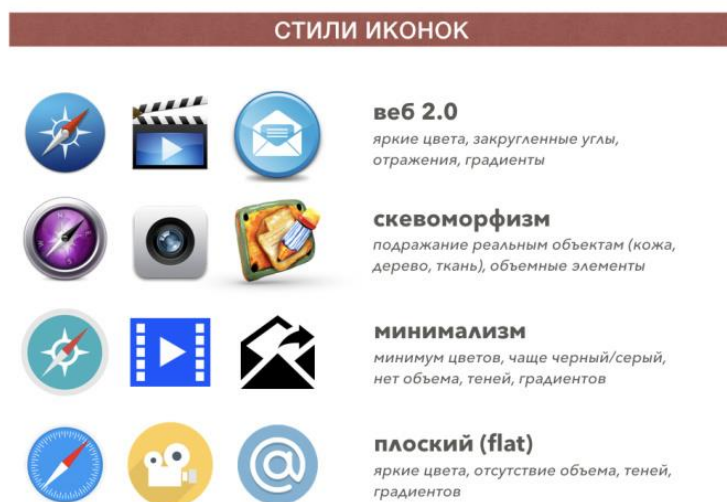 СТИЛИ ИКОНОК
веб 2.0
яркие цвета, закругленные углы,
отражения, градиенты
скевоморфизм
подражание реальным объектам (кожа,
дерево, ткань), объемные элементы
минимализм
минимум цветов, чаще черный/серый,
нет объема, теней, градиентов
плоский (flat)
яркие цвета, отсутствие объема, теней,
градиентов